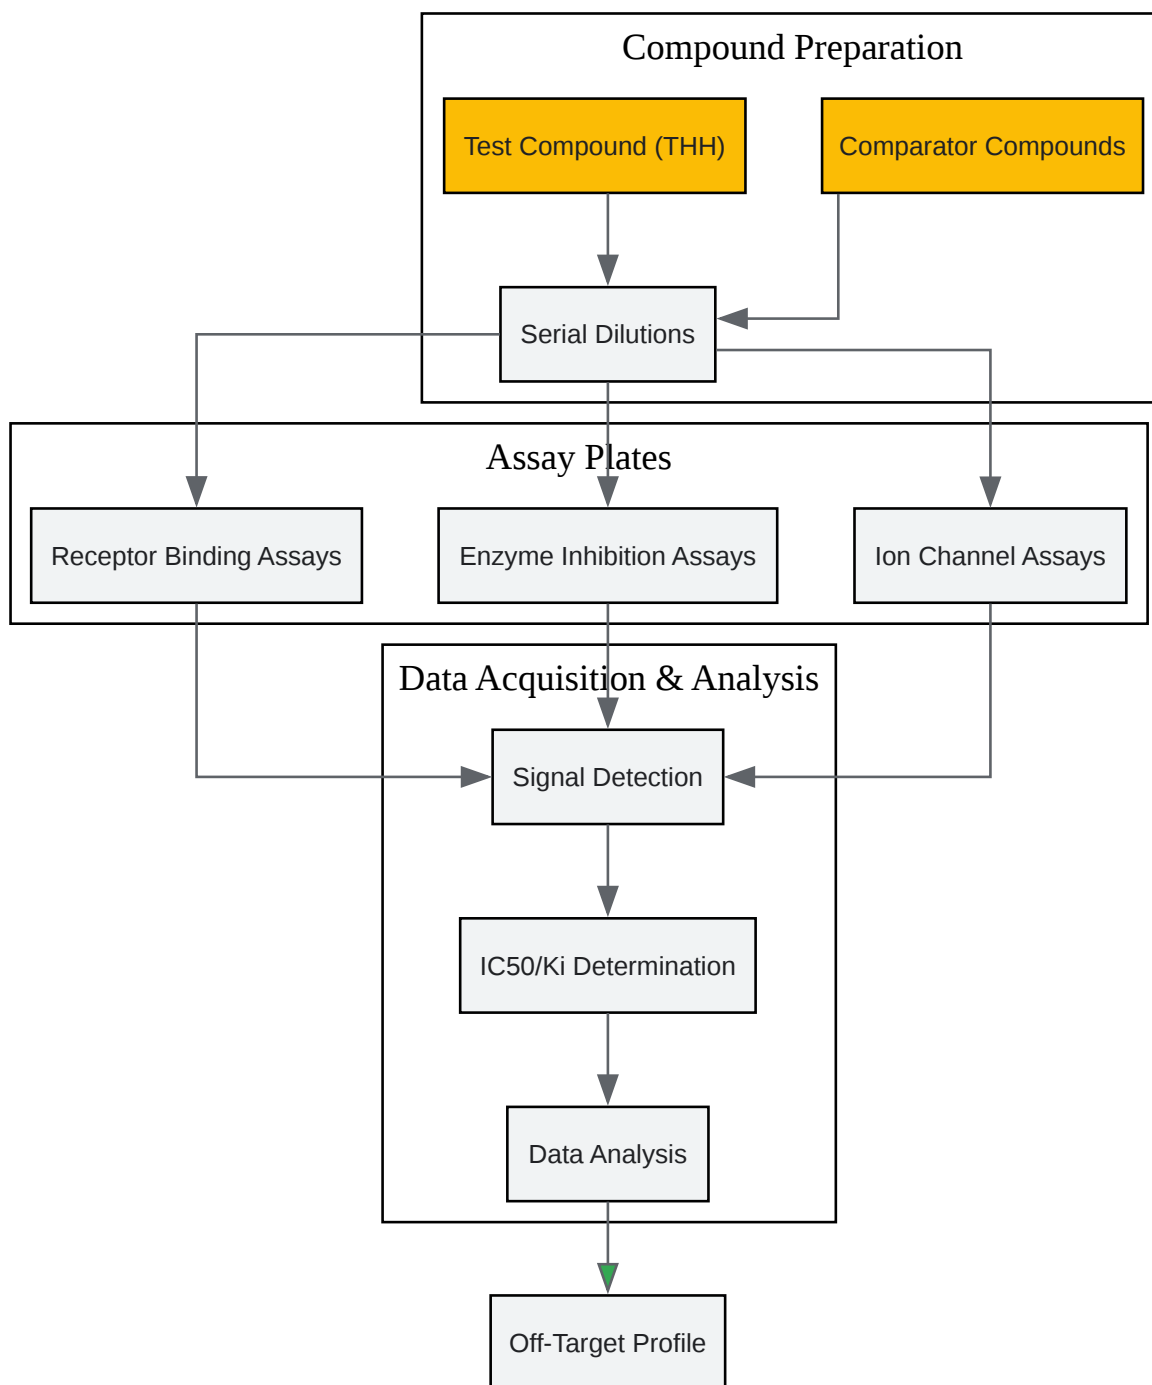 Compound Preparation
Test Compound (THH)
Comparator Compounds
Serial Dilutions
Assay Plates
Receptor Binding Assays
Enzyme Inhibition Assays
Ion Channel Assays
Data Acquisition & Analysis
Signal Detection
IC50/Ki Determination
Data Analysis
Off-Target Profile